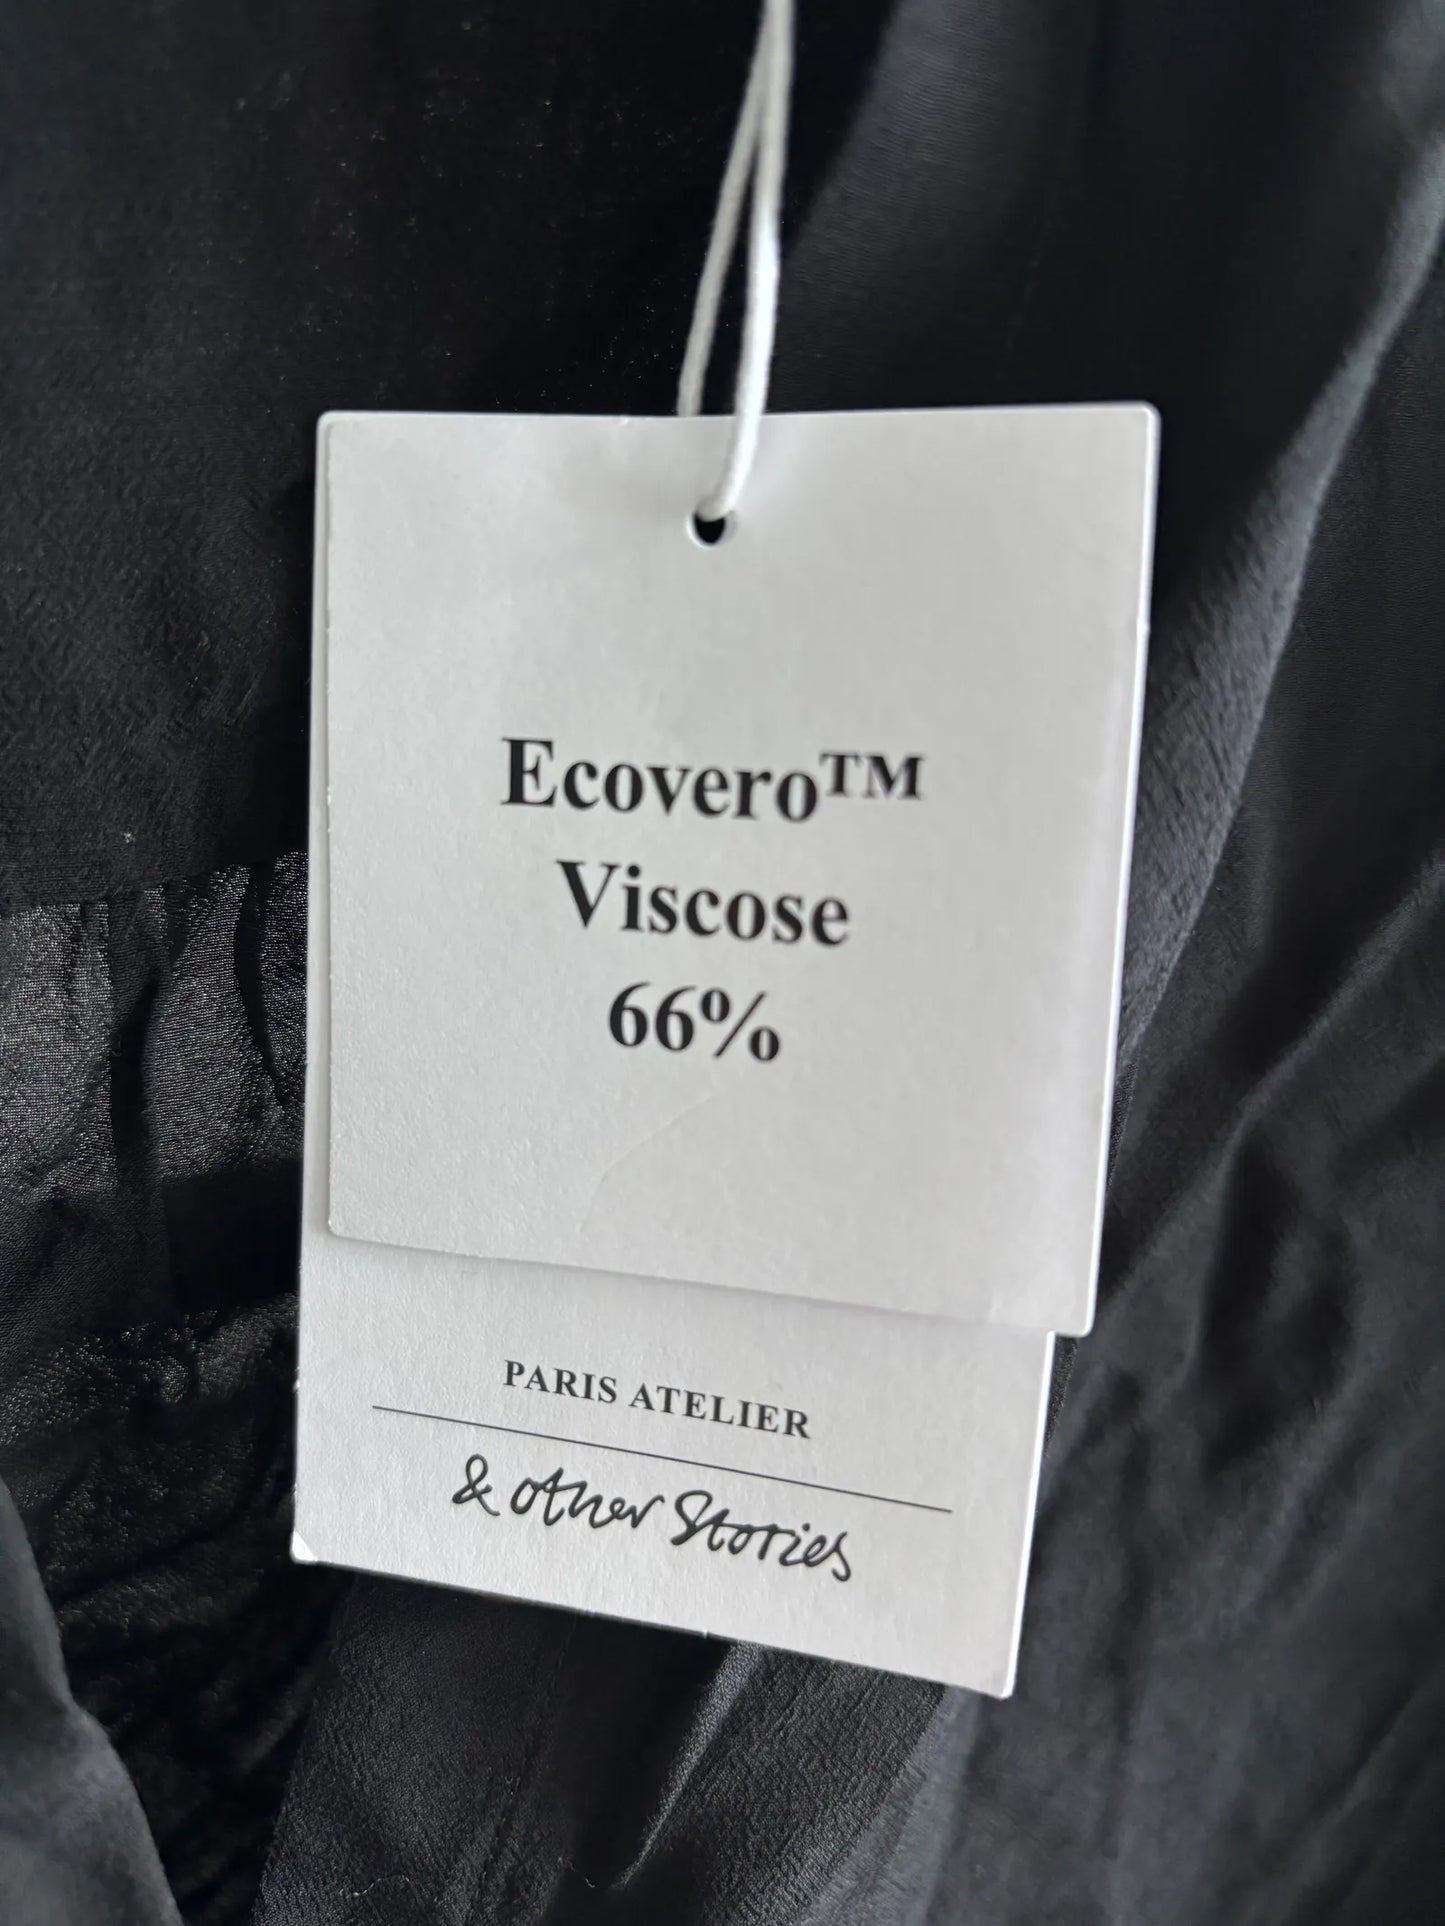 Ecovero™
Viscose
66%
PARIS ATELIER
& other Stories